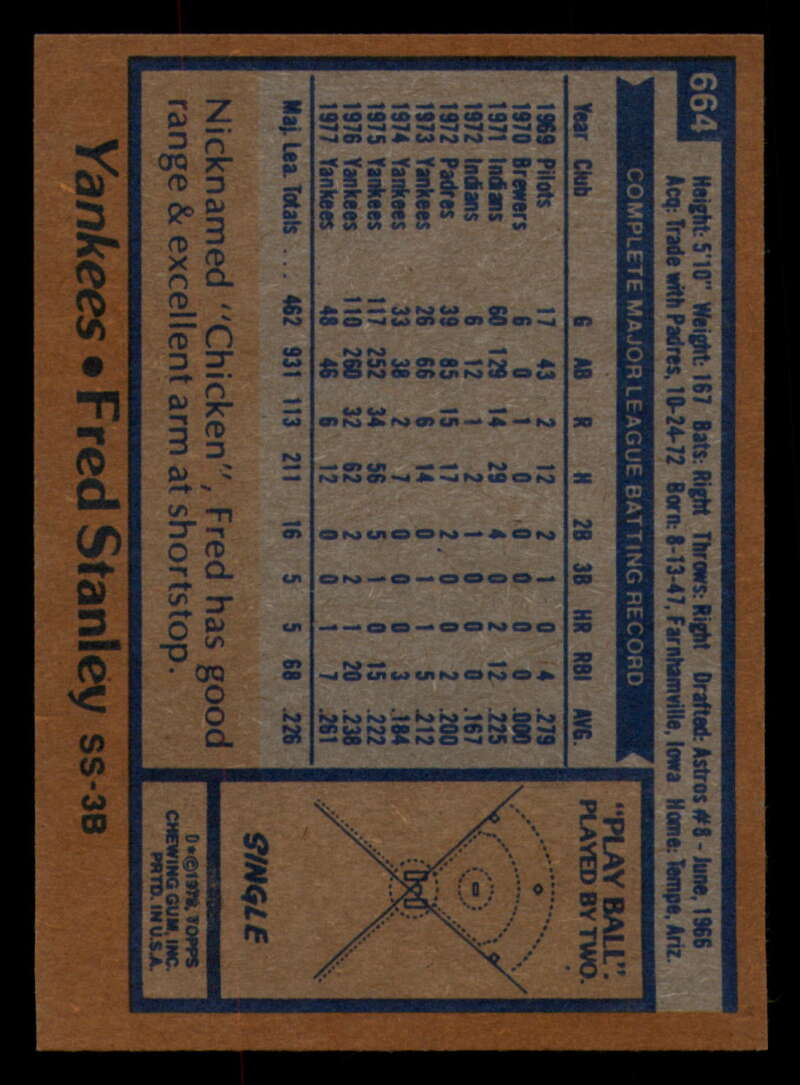 664
Height: 5'10" Weight: 167 Bats: Right Throws: Right Drafted: Astros #8 - June, 1966
Acq: Trade with Padres, 10-24-72 Born: 8-13-47, Farnhamville, Iowa Home: Tempe, Ariz.
COMPLETE MAJOR LEAGUE BATTING RECORD
Year Club G AB R H 2B 3B HR RBI AVG.
1969 Pilots 17 43 2 12 2 1 0 4 .279
1970 Brewers 6 0 1 0 0 0 0 0 .000
1971 Indians 60 129 14 29 4 0 2 12 .225
1972 Indians 6 12 1 2 1 0 0 0 .167
1972 Padres 39 85 15 17 2 0 0 2 .200
1973 Yankees 26 66 6 14 0 1 1 5 .212
1974 Yankees 33 38 2 7 0 0 0 3 .184
1975 Yankees 117 252 34 56 5 1 0 15 .222
1976 Yankees 110 260 32 62 2 2 1 20 .238
1977 Yankees 48 46 6 12 0 0 1 7 .261
Maj. Lea. Totals ... 462 931 113 211 16 5 5 68 .226
Nicknamed "Chicken", Fred has good
range & excellent arm at shortstop.
"PLAY BALL".
PLAYED BY TWO.
SINGLE
D*©1978, TOPPS
CHEWING GUM, INC.
PRTD. IN U.S.A.
Yankees • Fred Stanley SS-3B